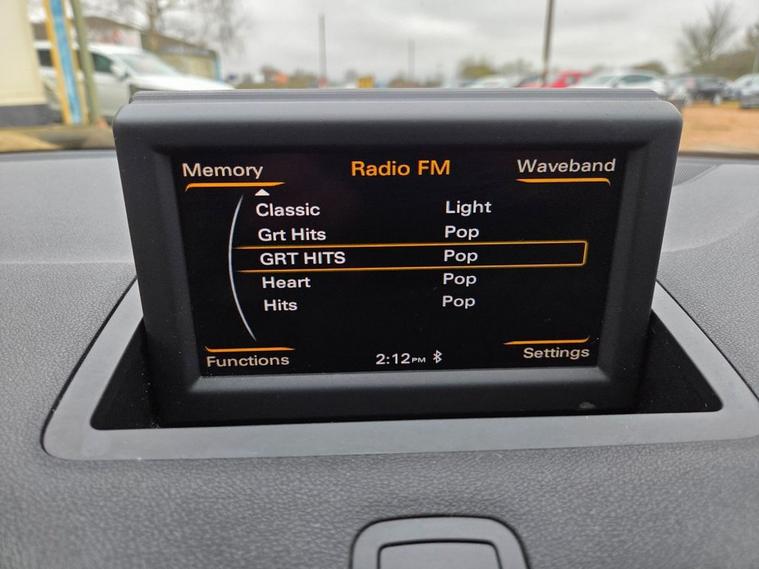 Memory Radio FM Waveband
Classic Light
Grt Hits Pop
GRT HITS Pop
Heart Pop
Hits Pop
Functions 2:12PM Settings